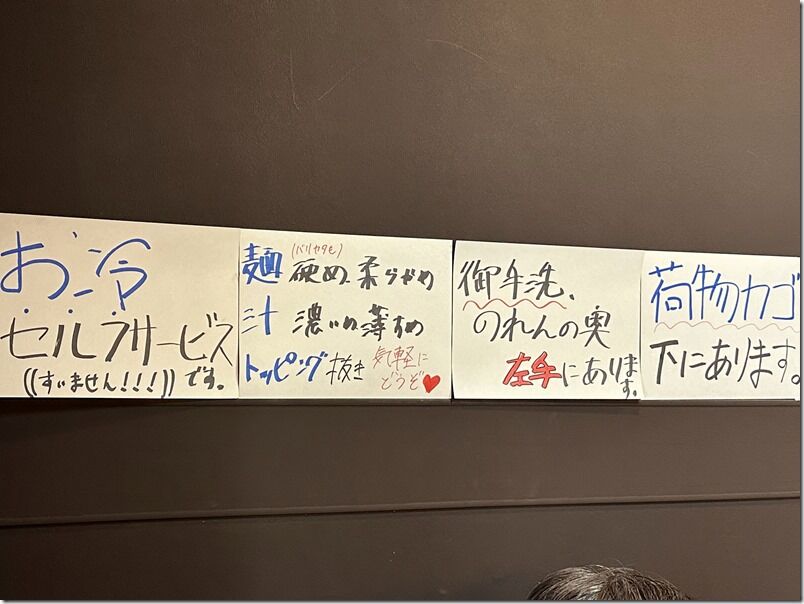 お冷
セルフサービス
((すいません!!!))です。
麺 (バリカタも) 硬め、柔らかめ
汁 濃いめ、薄すめ
トッピング 抜き 気軽に
どうぞ♥
御手洗、
のれんの奥
左手にあります。
荷物カゴ
下にあります。